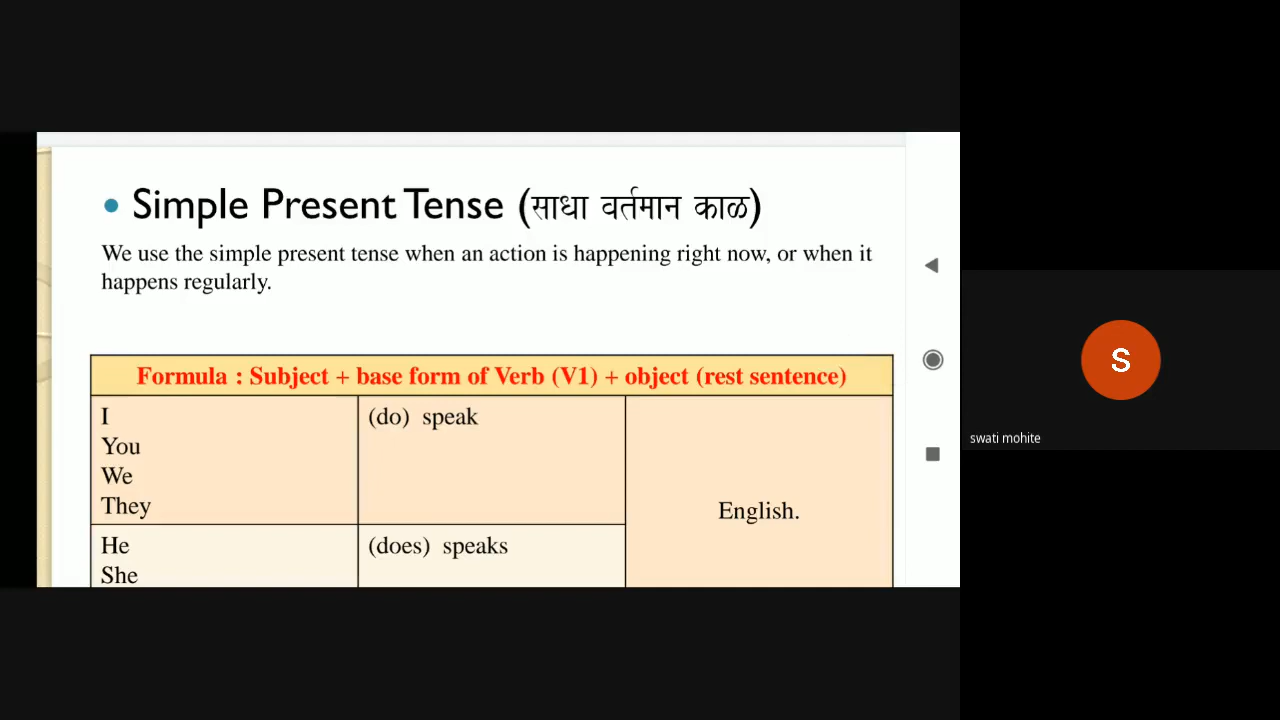 Simple Present Tense (साधा वर्तमान काळ)
We use the simple present tense when an action is happening right now, or when it
happens regularly.
Formula : Subject + base form of Verb (V1) + object (rest sentence)
I
You
We
They
(do) speak
English.
He
She
(does) speaks
S
swati mohite